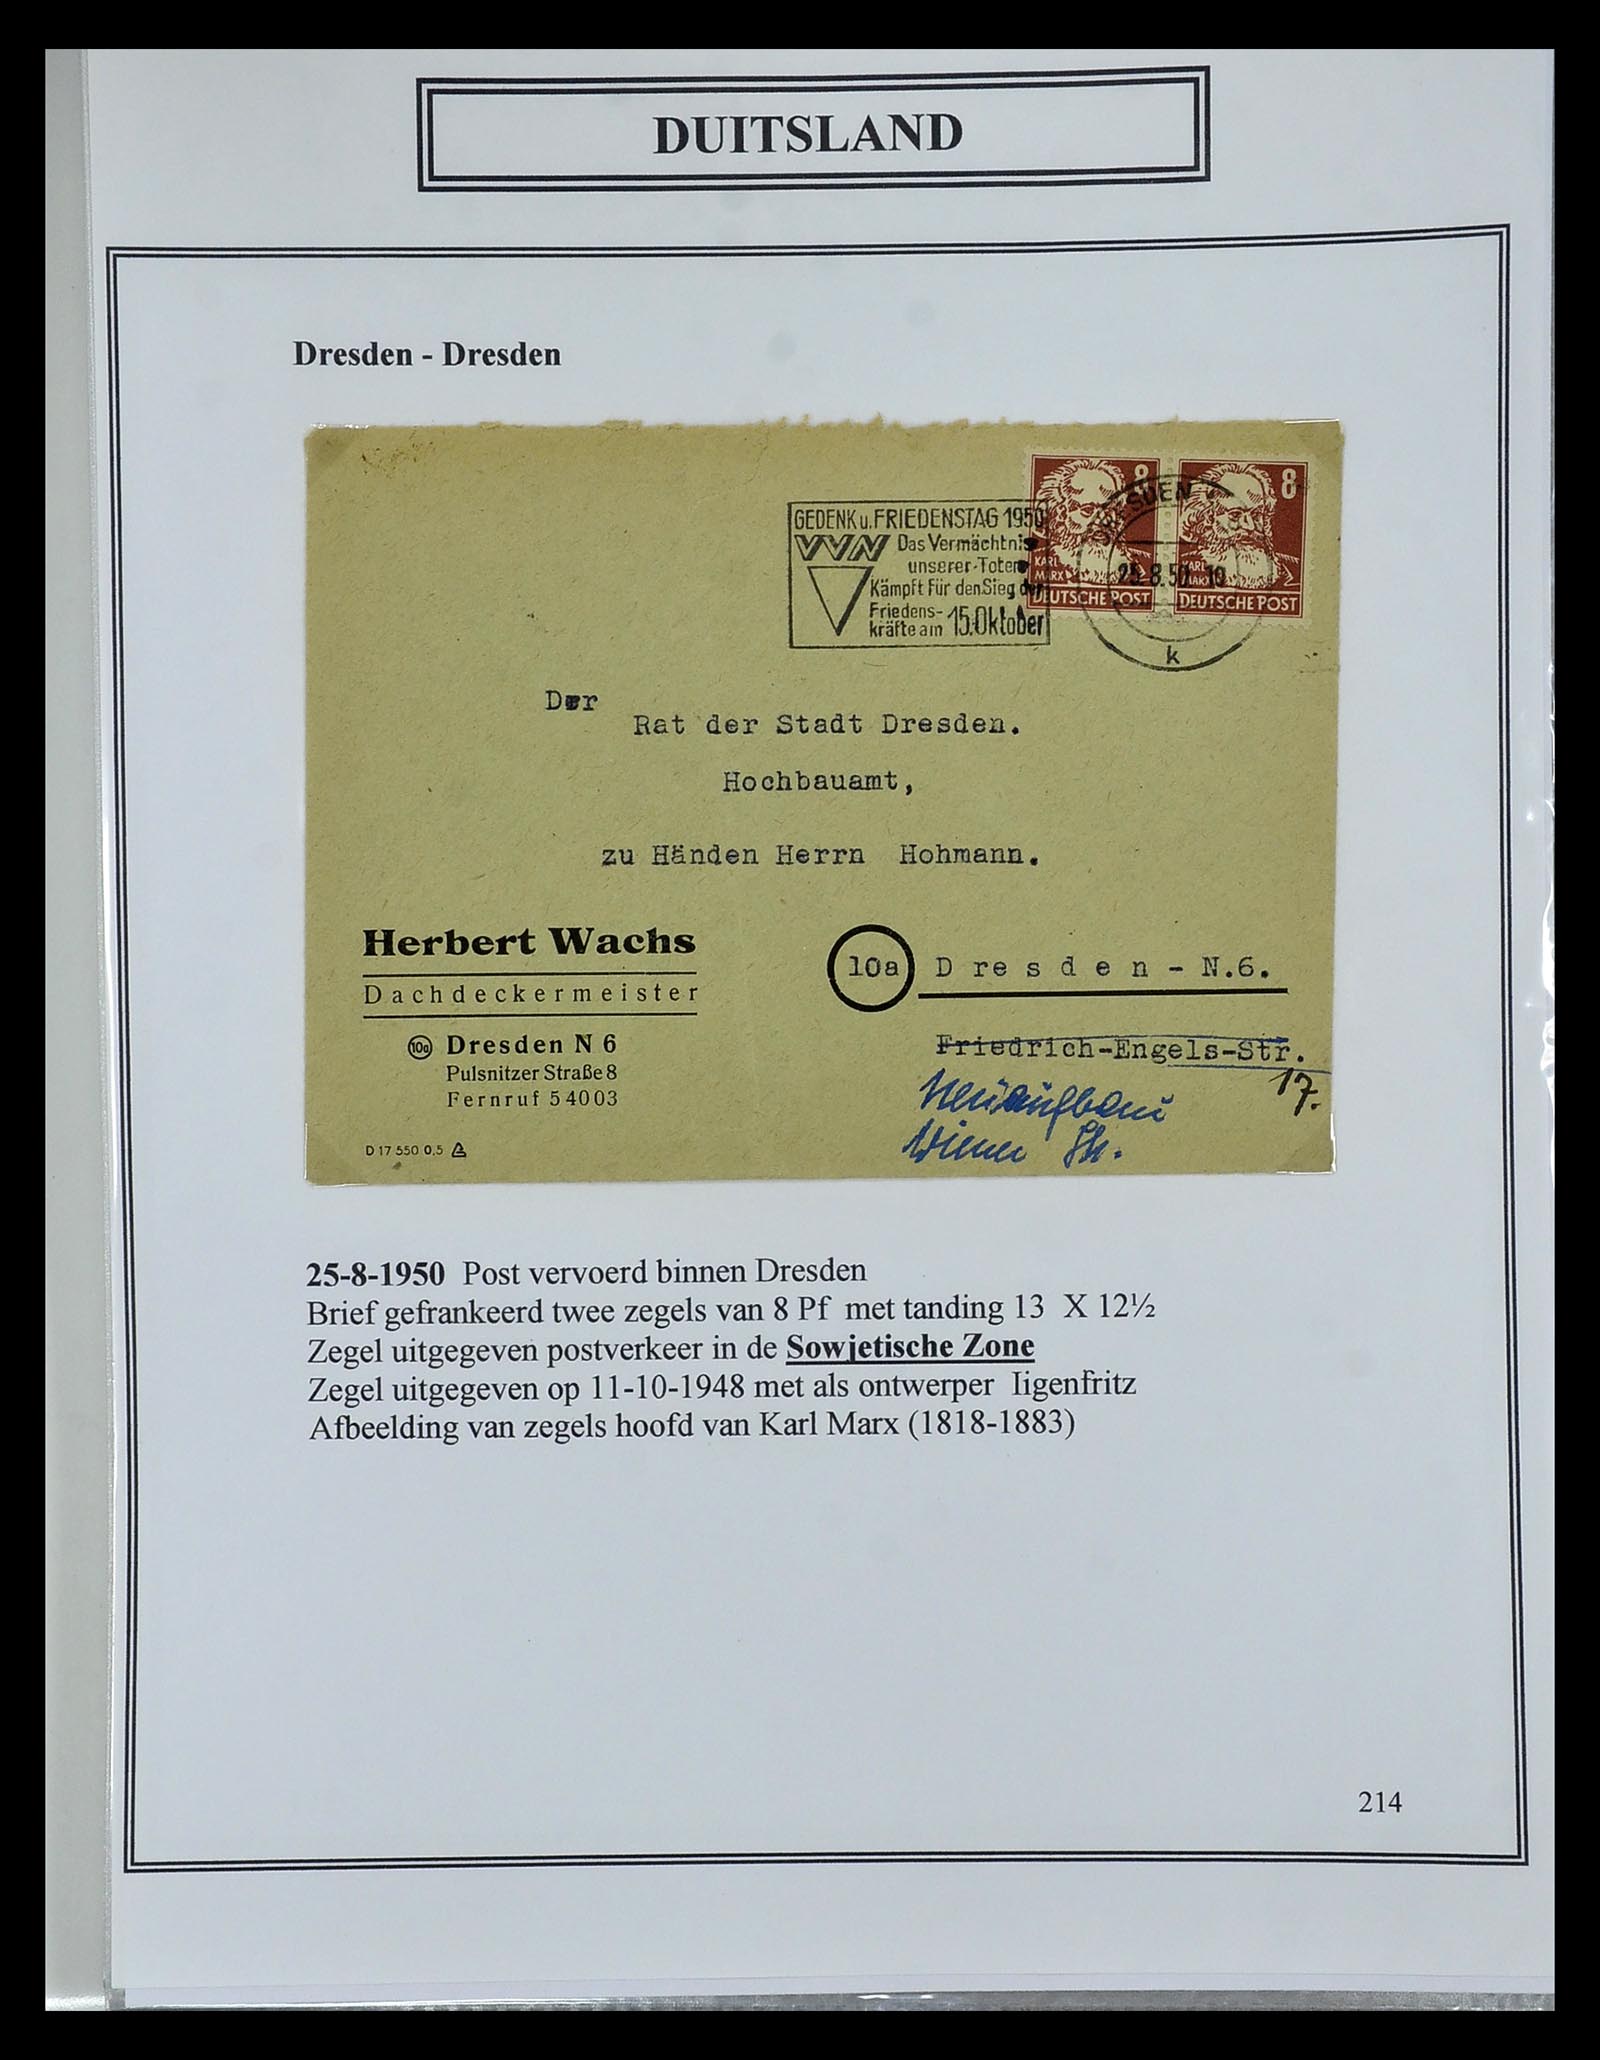 DUITSLAND
Dresden - Dresden
8
8
KARL MARX
KARL MARX
DEUTSCHE POST
DEUTSCHE POST
GEDENK u. FRIEDENSTAG 1950
VVN Das Vermächtnis
unserer Toten
Kämpft für den Sieg der
Friedens-
kräfte am 15. Oktober
DRESDEN
25.8.50. 10
k
Der
Rat der Stadt Dresden.
Hochbauamt,
zu Händen Herrn Hohmann.
Herbert Wachs
Dachdeckermeister
10a Dresden N 6
Pulsnitzer Straße 8
Fernruf 54003
D 17 550 0,5
10a Dresden - N.6.
Friedrich-Engels-Str.
17.
Neuaufbau
Wiener Str.
25-8-1950 Post vervoerd binnen Dresden
Brief gefrankeerd twee zegels van 8 Pf met tanding 13 X 12½
Zegel uitgegeven postverkeer in de Sowjetische Zone
Zegel uitgegeven op 11-10-1948 met als ontwerper Iigenfritz
Afbeelding van zegels hoofd van Karl Marx (1818-1883)
214